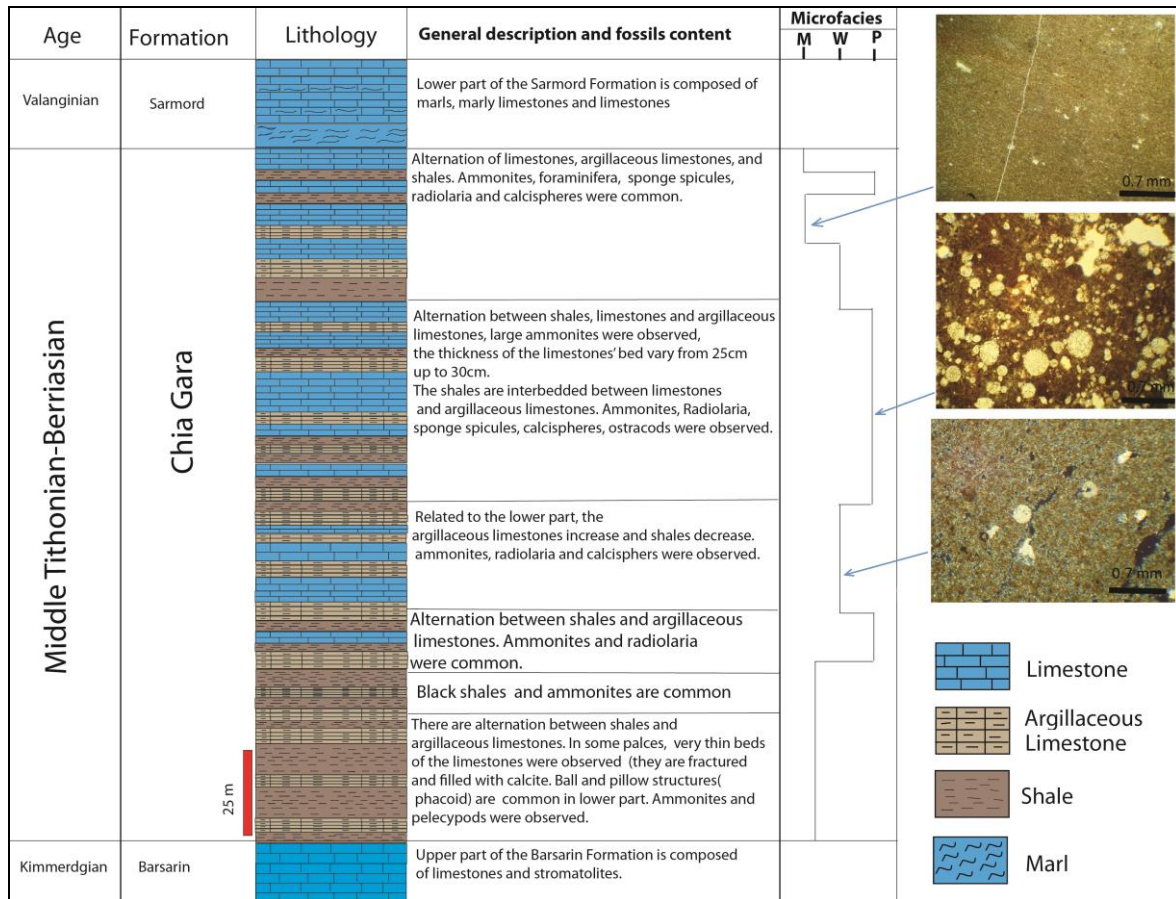 Age
Formation
Lithology
General description and fossils content
Microfacies
M W P
Valanginian
Sarmord
Lower part of the Sarmord Formation is composed of
marls, marly limestones and limestones
Middle Tithonian-Berriasian
Chia Gara
Alternation of limestones, argillaceous limestones, and
shales. Ammonites, foraminifera, sponge spicules,
radiolaria and calcispheres were common.
Alternation between shales, limestones and argillaceous
limestones, large ammonites were observed,
the thickness of the limestones' bed vary from 25cm
up to 30cm.
The shales are interbedded between limestones
and argillaceous limestones. Ammonites, Radiolaria,
sponge spicules, calcispheres, ostracods were observed.
Related to the lower part, the
argillaceous limestones increase and shales decrease.
ammonites, radiolaria and calcisphers were observed.
Alternation between shales and argillaceous
limestones. Ammonites and radiolaria
were common.
Black shales and ammonites are common
There are alternation between shales and
argillaceous limestones. In some palces, very thin beds
of the limestones were observed (they are fractured
and filled with calcite. Ball and pillow structures(
phacoid) are common in lower part. Ammonites and
pelecypods were observed.
25 m
Kimmerdgian
Barsarin
Upper part of the Barsarin Formation is composed
of limestones and stromatolites.
0.7 mm
0.7 mm
0.7 mm
Limestone
Argillaceous
Limestone
Shale
Marl